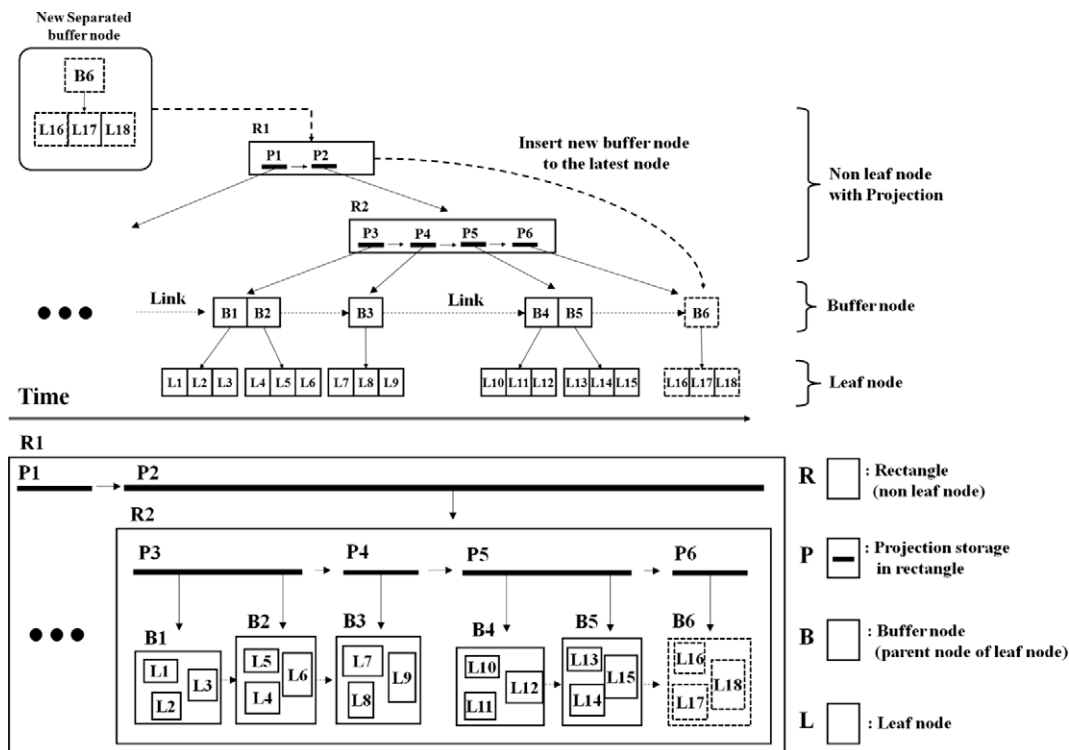 New Separated
buffer node
B6
L16 L17 L18
R1
P1 P2
Insert new buffer node
to the latest node
Non leaf node
with Projection
R2
P3 P4 P5 P6
Link
Link
B1 B2
B3
B4 B5
B6
Buffer node
L1 L2 L3
L4 L5 L6
L7 L8 L9
L10 L11 L12
L13 L14 L15
L16 L17 L18
Leaf node
Time
R1
P1
P2
R2
P3
P4
P5
P6
B1
B2
B3
B4
B5
B6
L1
L2
L3
L5
L4
L6
L7
L8
L9
L10
L11
L12
L13
L14
L15
L16
L17
L18
R : Rectangle
(non leaf node)
P : Projection storage
in rectangle
B : Buffer node
(parent node of leaf node)
L : Leaf node